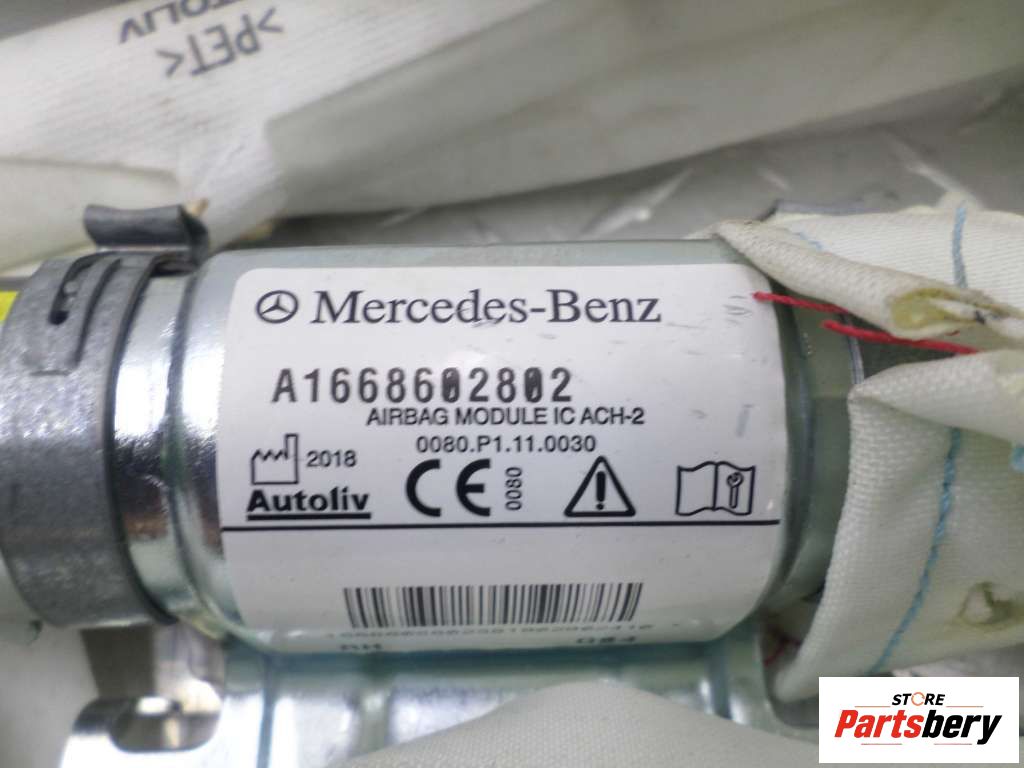 >PET<
Mercedes-Benz
A1668602802
AIRBAG MODULE IC ACH-2
0080.P1.11.0030
2018
Autoliv
CE
0080
RH
STORE
Partsbery